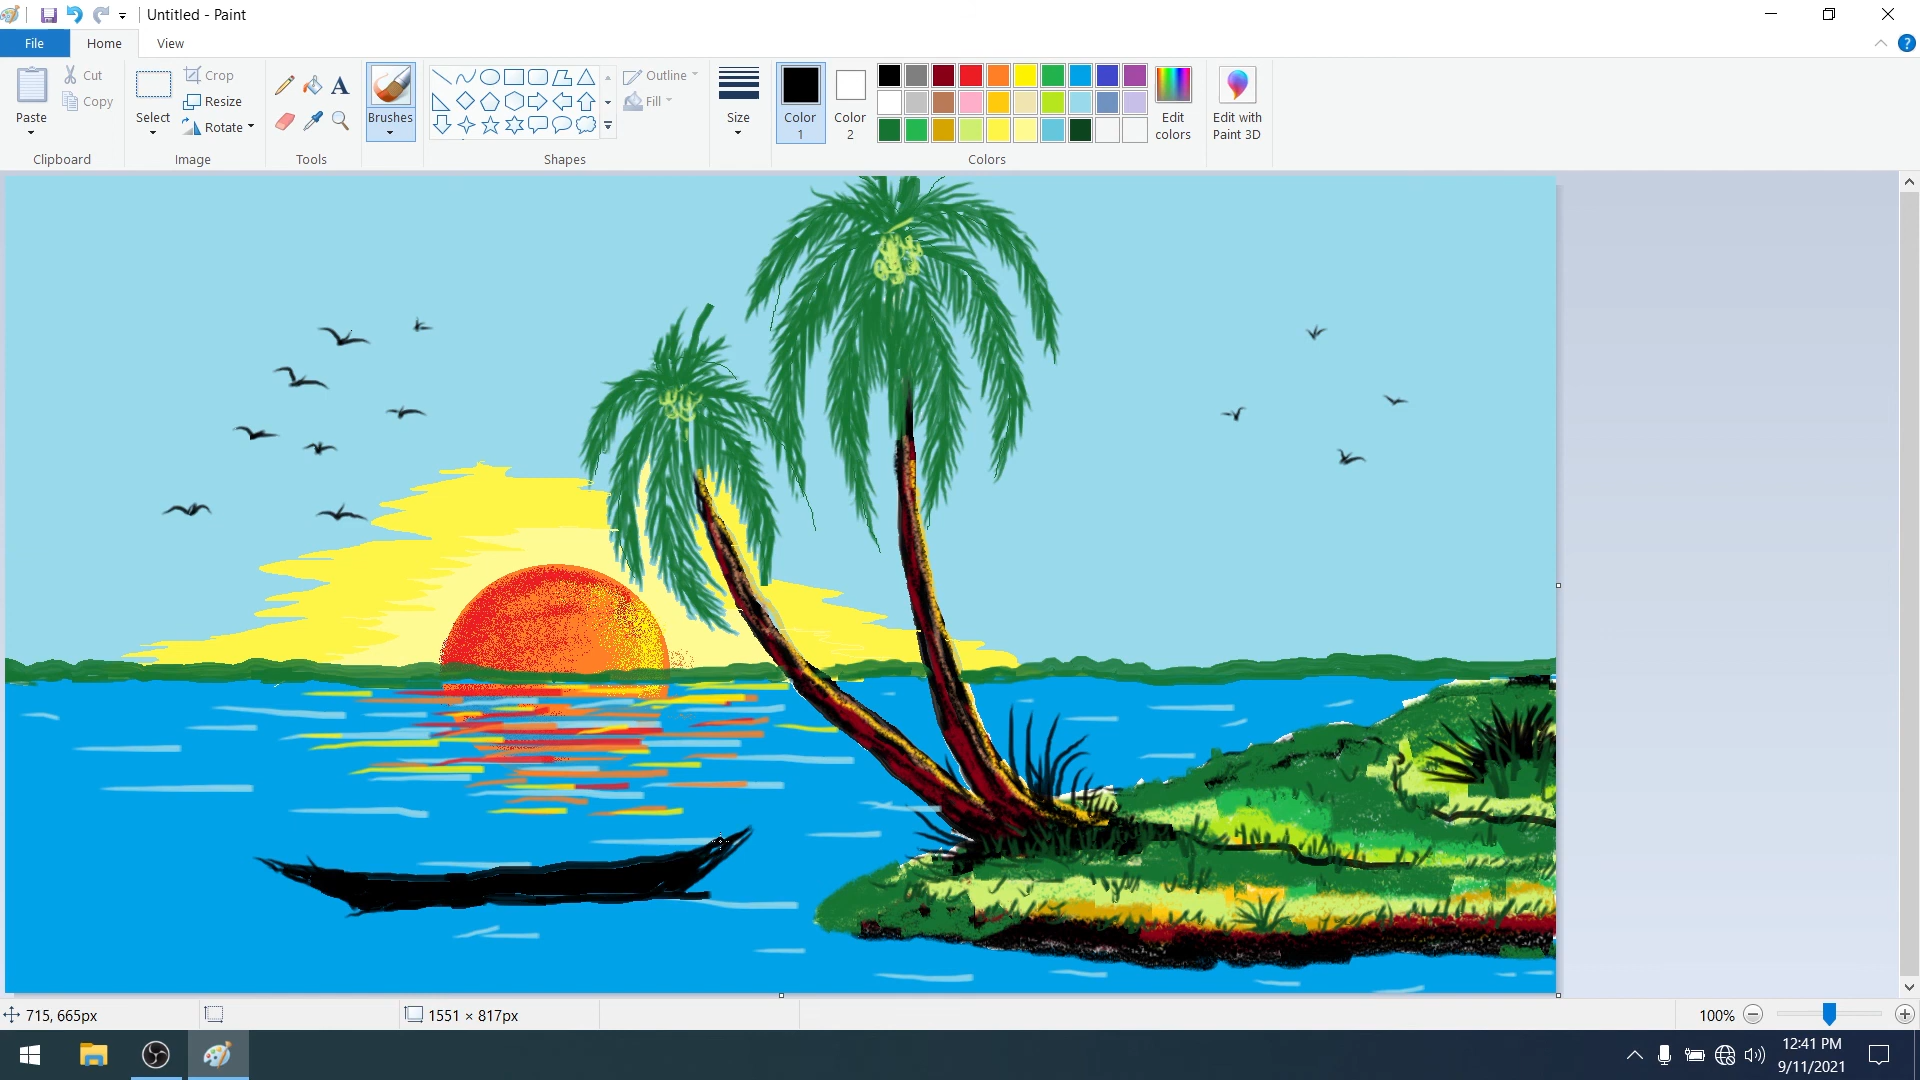 Untitled - Paint
File Home View
Paste
Cut
Copy
Clipboard
Select
Crop
Resize
Rotate
Image
A
Tools
Brushes
Outline
Fill
Shapes
Size
Color
1
Color
2
Edit
colors
Colors
Edit with
Paint 3D
?
715, 665px
1551 × 817px
100%
12:41 PM
9/11/2021